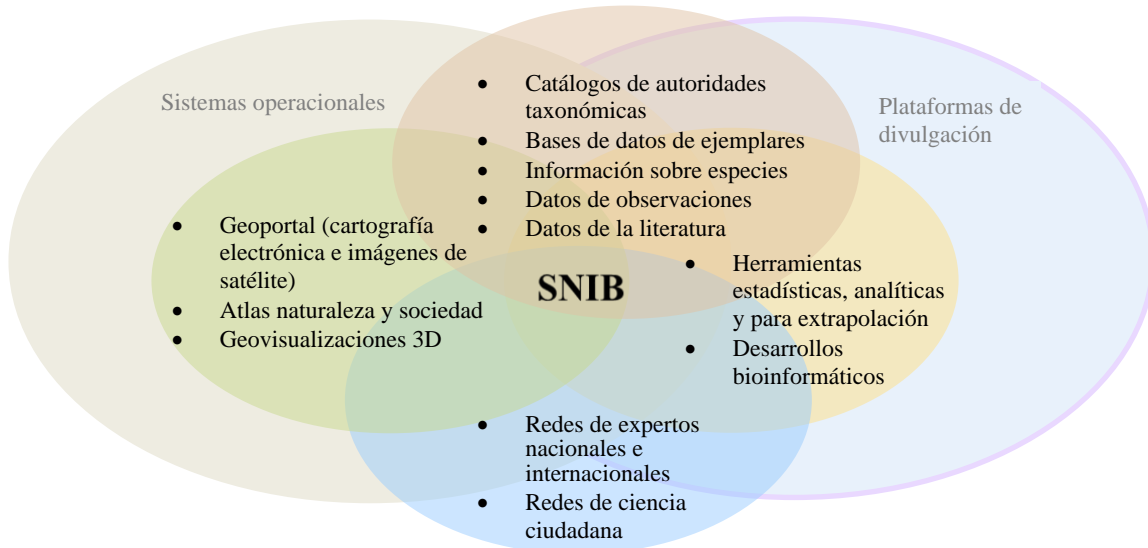 Sistemas operacionales
Plataformas de
divulgación
• Catálogos de autoridades
taxonómicas
• Bases de datos de ejemplares
• Información sobre especies
• Datos de observaciones
• Datos de la literatura
• Geoportal (cartografía
electrónica e imágenes de
satélite)
• Atlas naturaleza y sociedad
• Geovisualizaciones 3D
SNIB
• Herramientas
estadísticas, analíticas
y para extrapolación
• Desarrollos
bioinformáticos
• Redes de expertos
nacionales e
internacionales
• Redes de ciencia
ciudadana